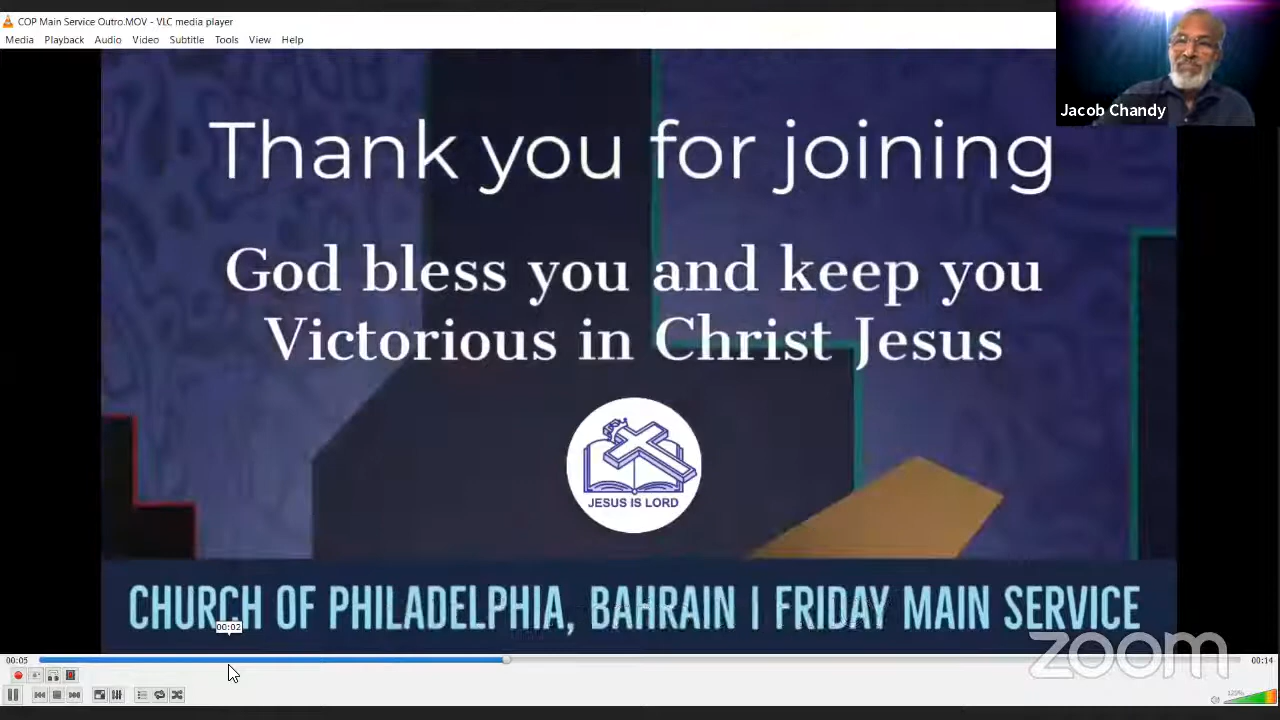 COP Main Service Outro.MOV - VLC media player
Media Playback Audio Video Subtitle Tools View Help
Jacob Chandy
Thank you for joining
God bless you and keep you
Victorious in Christ Jesus
JESUS IS LORD
CHURCH OF PHILADELPHIA, BAHRAIN | FRIDAY MAIN SERVICE
00:02
zoom
00:05
00:14